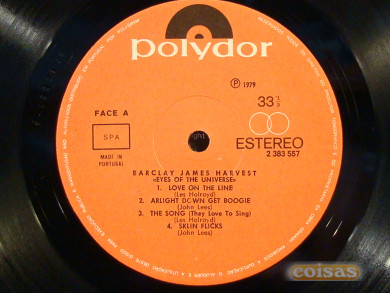 polydor
℗ 1979
FACE A
33 1/3
SPA
ESTEREO
2 383 557
MADE IN
PORTUGAL
BARCLAY JAMES HARVEST
«EYES OF THE UNIVERSE»
1. LOVE ON THE LINE
(Les Holroyd)
2. ARLIGHT DOWN GET BOOGIE
(John Lees)
3. THE SONG (They Love To Sing)
(Les Holroyd)
4. SKLIN FLICKS
(John Lees)
coisas